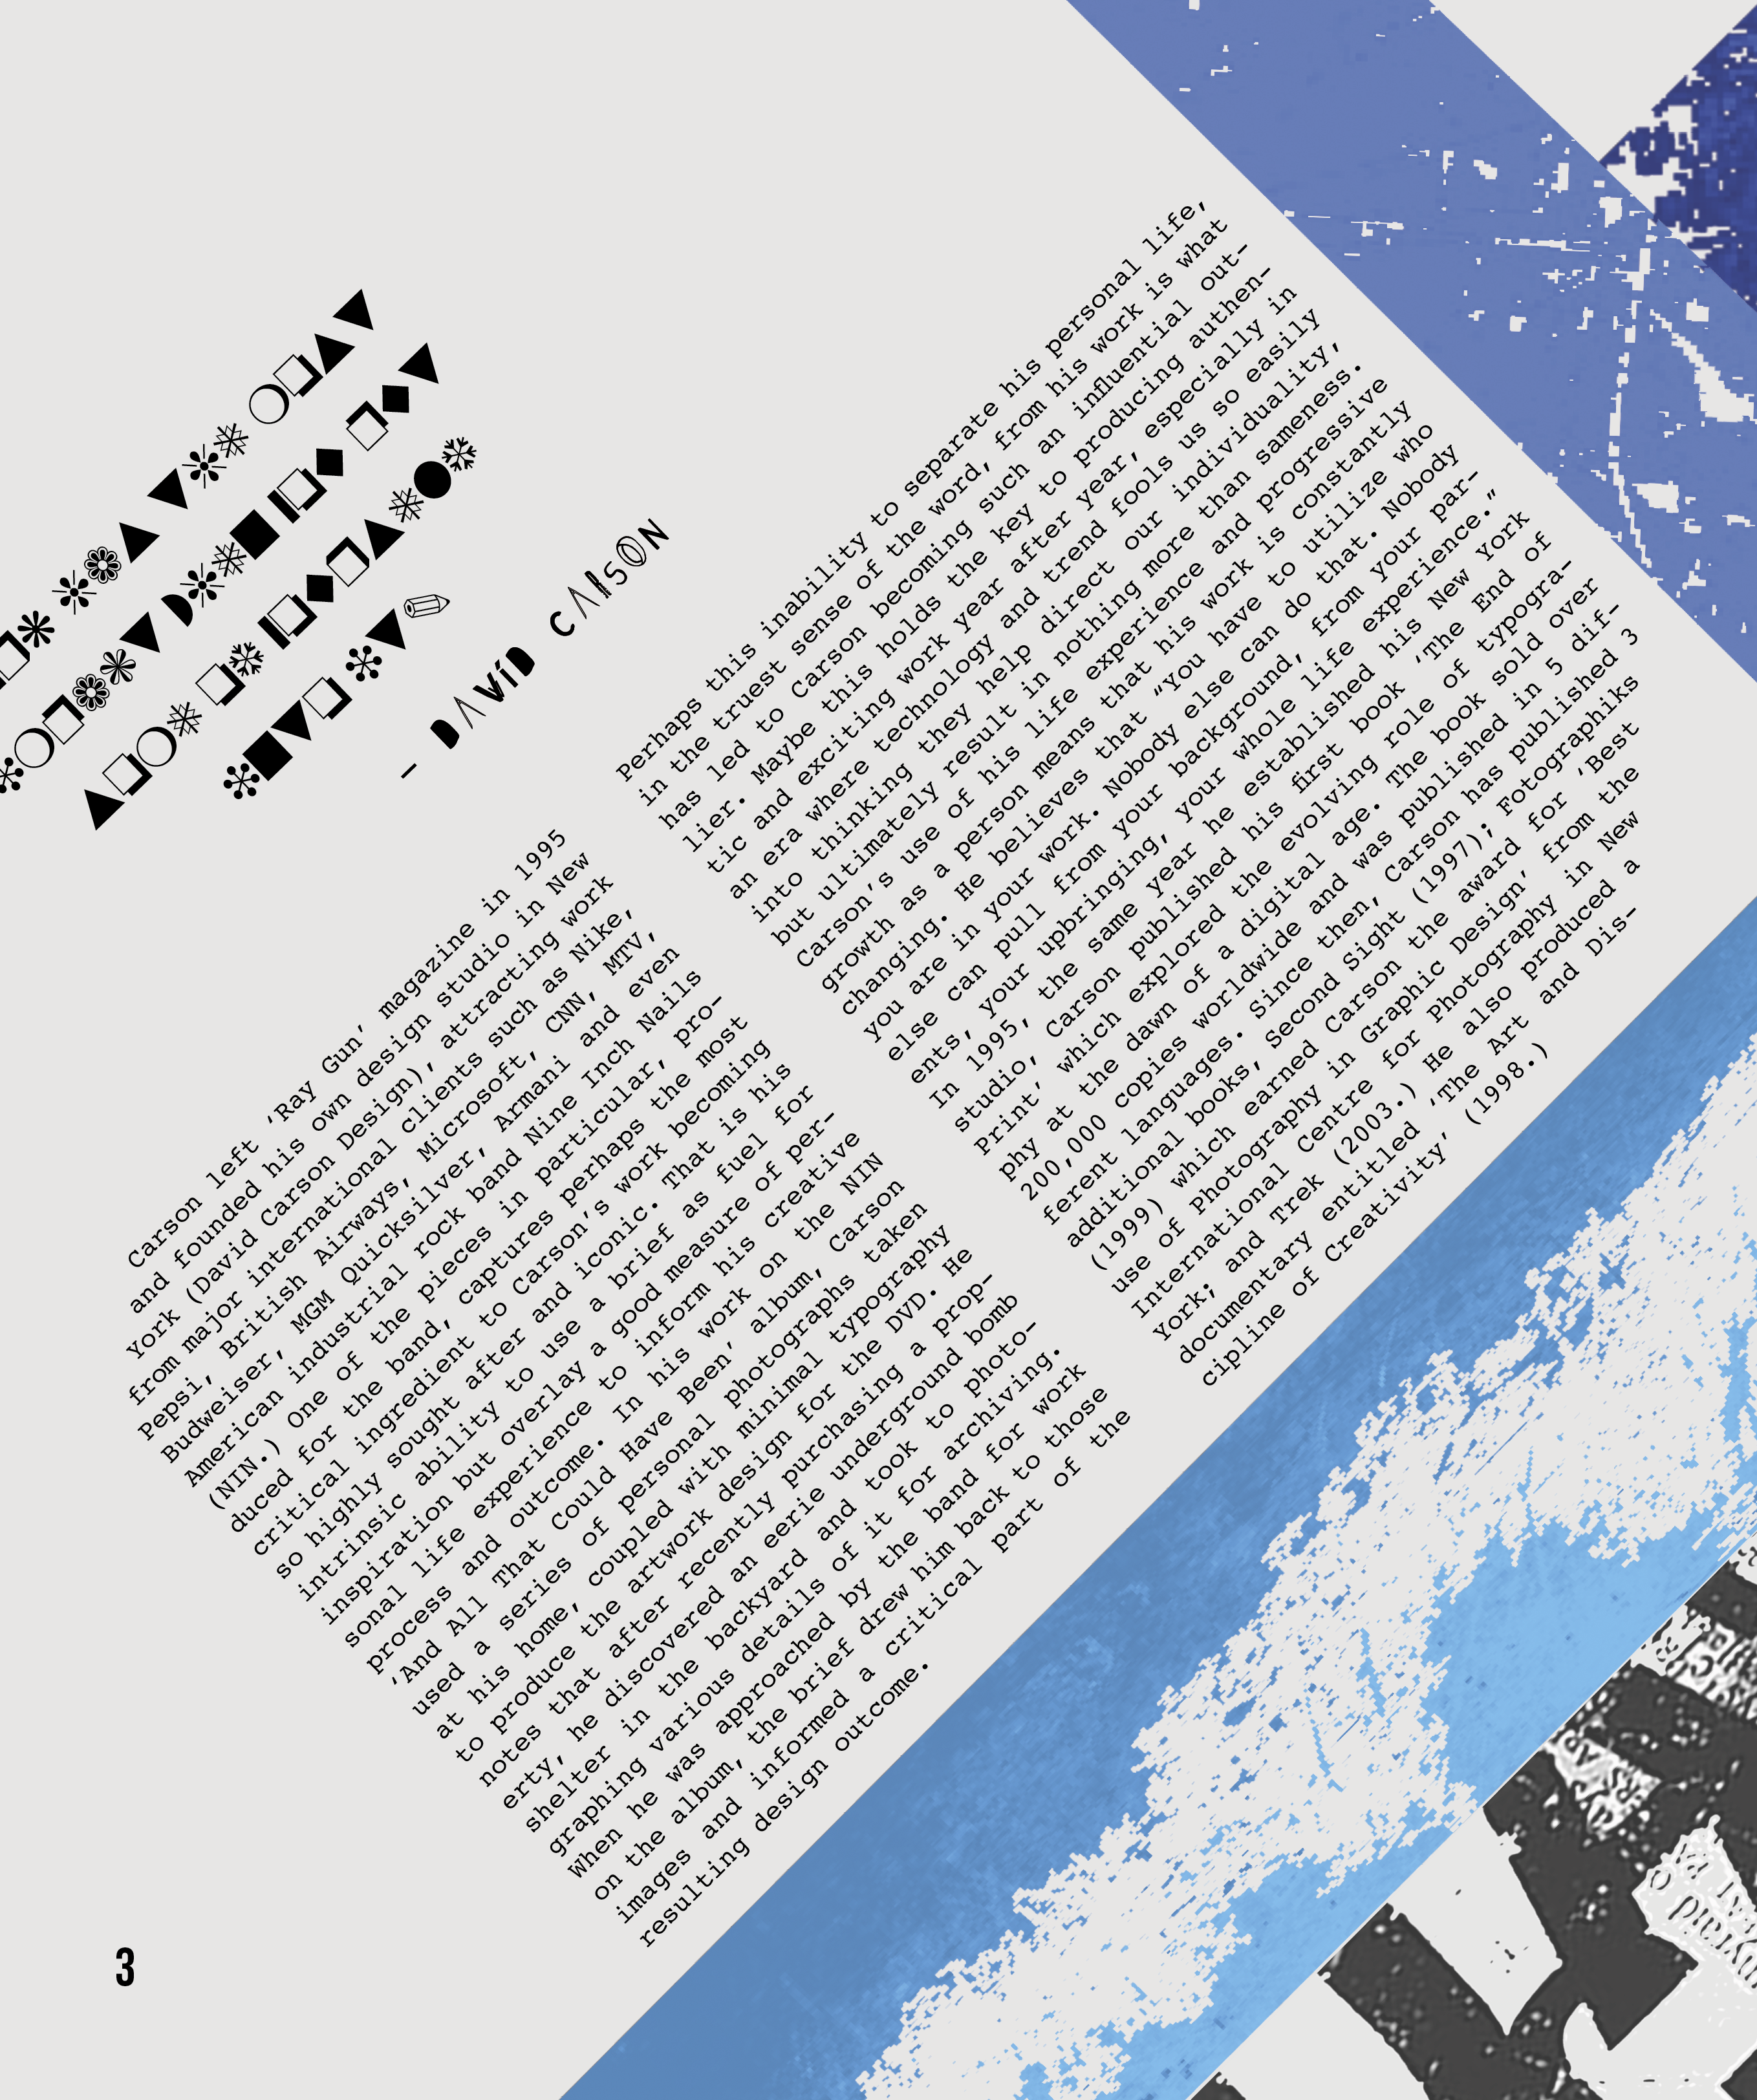 – DAVID CARSON
Carson left ‘Ray Gun’ magazine in 1995
and founded his own design studio in New
York (David Carson Design), attracting work
from major international clients such as Nike,
Pepsi, British Airways, Microsoft, CNN, MTV,
Budweiser, MGM Quicksilver, Armani and even
American industrial rock band Nine Inch Nails
(NIN.) One of the pieces in particular, pro-
duced for the band, captures perhaps the most
critical ingredient to Carson’s work becoming
so highly sought after and iconic. That is his
intrinsic ability to use a brief as fuel for
inspiration but overlay a good measure of per-
sonal life experience to inform his creative
process and outcome. In his work on the NIN
‘And All That Could Have Been’ album, Carson
used a series of personal photographs taken
at his home, coupled with minimal typography
to produce the artwork design for the DVD. He
notes that after recently purchasing a prop-
erty, he discovered an eerie underground bomb
shelter in the backyard and took to photo-
graphing various details of it for archiving.
When he was approached by the band for work
on the album, the brief drew him back to those
images and informed a critical part of the
resulting design outcome.
Perhaps this inability to separate his personal life,
in the truest sense of the word, from his work is what
has led to Carson becoming such an influential out-
lier. Maybe this holds the key to producing authen-
tic and exciting work year after year, especially in
an era where technology and trend fools us so easily
into thinking they help direct our individuality,
but ultimately result in nothing more than sameness.
Carson’s use of his life experience and progressive
growth as a person means that his work is constantly
changing. He believes that “You have to utilize who
you are in your work. Nobody else can do that. Nobody
else can pull from your background, from your par-
ents, your upbringing, your whole life experience.”
In 1995, the same year he established his New York
studio, Carson published his first book ‘The End of
Print’ which explored the evolving role of typogra-
phy at the dawn of a digital age. The book sold over
200,000 copies worldwide and was published in 5 dif-
ferent languages. Since then, Carson has published 3
additional books, Second Sight (1997); Fotographiks
(1999) which earned Carson the award for ‘Best
use of Photography in Graphic Design’ from the
International Centre for Photography in New
York; and Trek (2003.) He also produced a
documentary entitled ‘The Art and Dis-
cipline of Creativity’ (1998.)
3